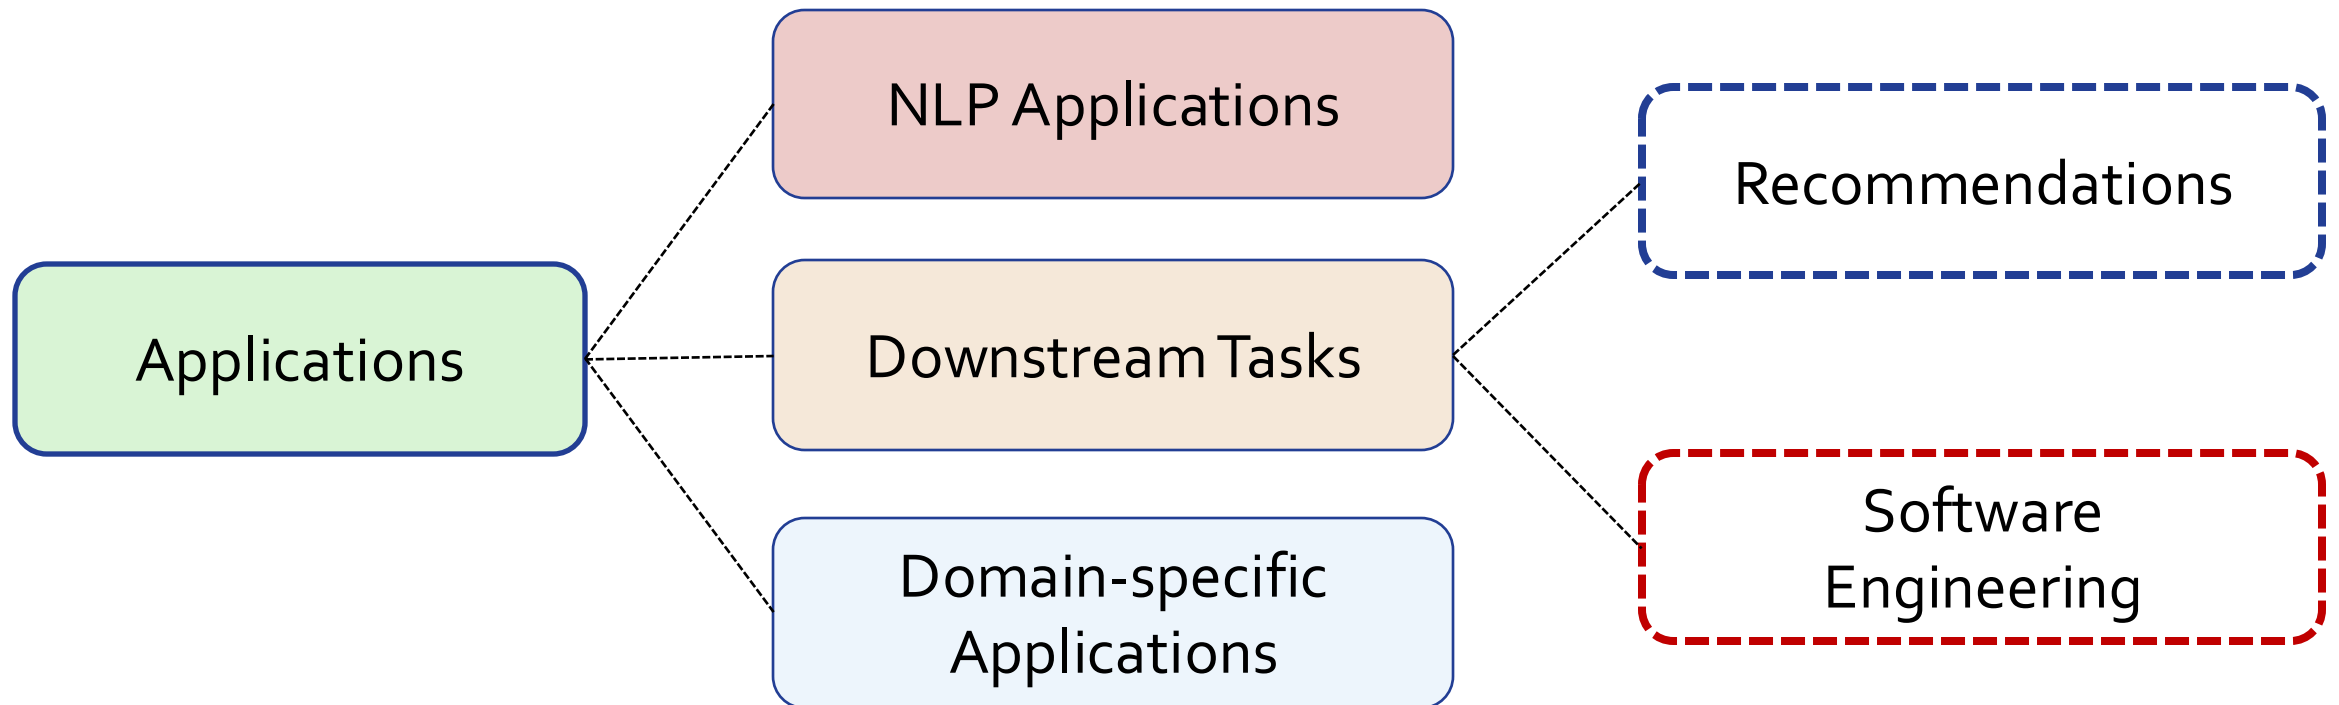 Applications
NLP Applications
Downstream Tasks
Domain-specific
Applications
Recommendations
Software
Engineering